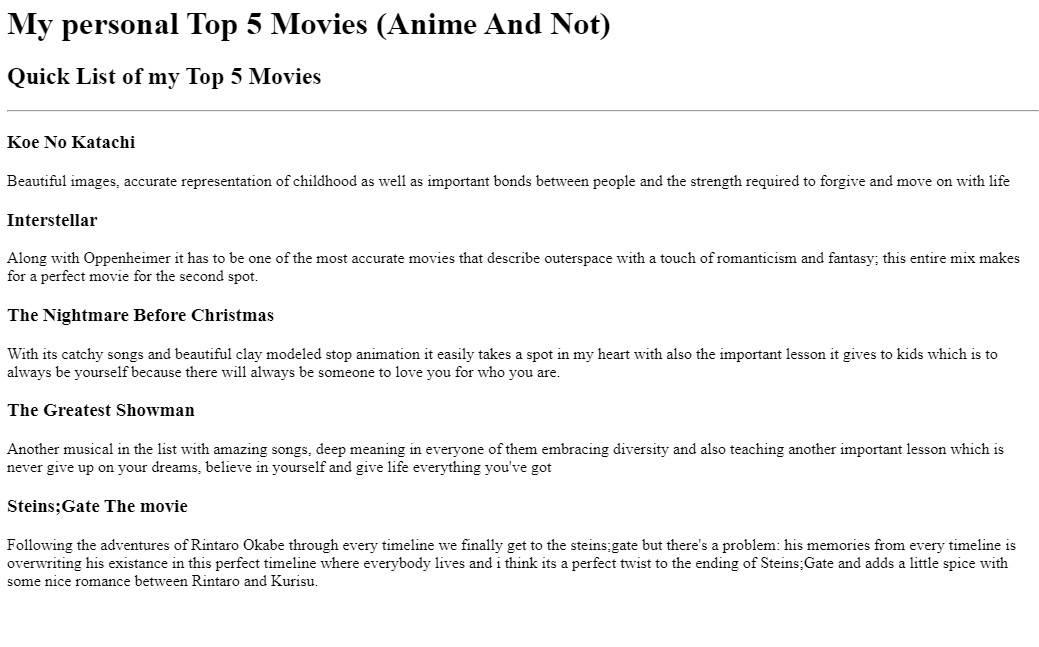 My personal Top 5 Movies (Anime And Not)
Quick List of my Top 5 Movies
Koe No Katachi
Beautiful images, accurate representation of childhood as well as important bonds between people and the strength required to forgive and move on with life
Interstellar
Along with Oppenheimer it has to be one of the most accurate movies that describe outerspace with a touch of romanticism and fantasy; this entire mix makes
for a perfect movie for the second spot.
The Nightmare Before Christmas
With its catchy songs and beautiful clay modeled stop animation it easily takes a spot in my heart with also the important lesson it gives to kids which is to
always be yourself because there will always be someone to love you for who you are.
The Greatest Showman
Another musical in the list with amazing songs, deep meaning in everyone of them embracing diversity and also teaching another important lesson which is
never give up on your dreams, believe in yourself and give life everything you've got
Steins;Gate The movie
Following the adventures of Rintaro Okabe through every timeline we finally get to the steins;gate but there's a problem: his memories from every timeline is
overwriting his existance in this perfect timeline where everybody lives and i think its a perfect twist to the ending of Steins;Gate and adds a little spice with
some nice romance between Rintaro and Kurisu.